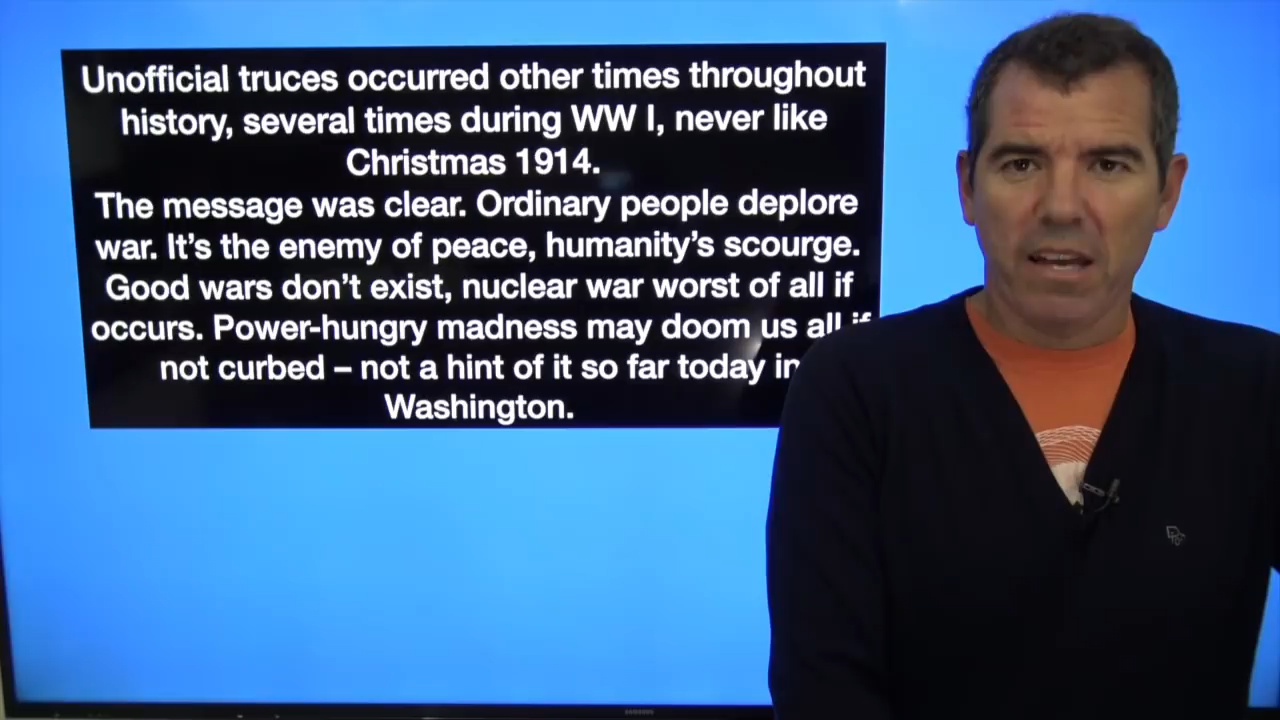 Unofficial truces occurred other times throughout
history, several times during WW I, never like
Christmas 1914.
The message was clear. Ordinary people deplore
war. It’s the enemy of peace, humanity’s scourge.
Good wars don’t exist, nuclear war worst of all if
occurs. Power-hungry madness may doom us all if
not curbed – not a hint of it so far today in
Washington.
SAMSUNG